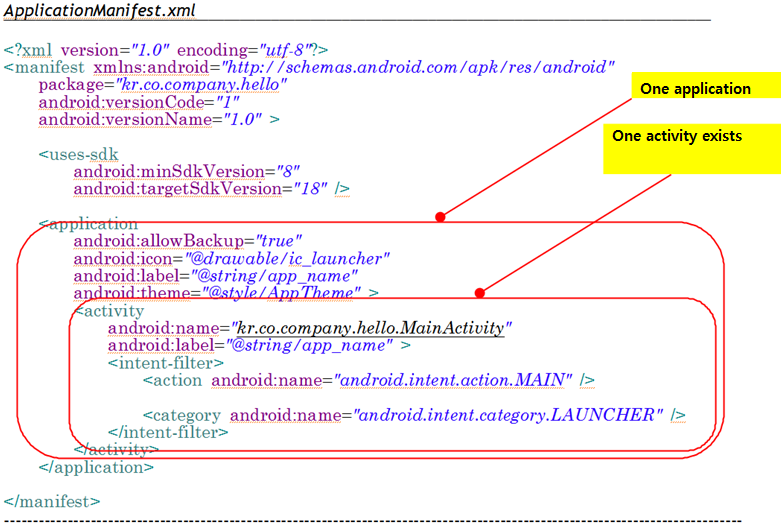 ApplicationManifest.xml
<?xml version="1.0" encoding="utf-8"?>
<manifest xmlns:android="http://schemas.android.com/apk/res/android"
package="kr.co.company.hello"
android:versionCode="1"
android:versionName="1.0" >
<uses-sdk
android:minSdkVersion="8"
android:targetSdkVersion="18" />
<application
android:allowBackup="true"
android:icon="@drawable/ic_launcher"
android:label="@string/app_name"
android:theme="@style/AppTheme" >
<activity
android:name="kr.co.company.hello.MainActivity"
android:label="@string/app_name" >
<intent-filter>
<action android:name="android.intent.action.MAIN" />
<category android:name="android.intent.category.LAUNCHER" />
</intent-filter>
</activity>
</application>
</manifest>
One application
One activity exists